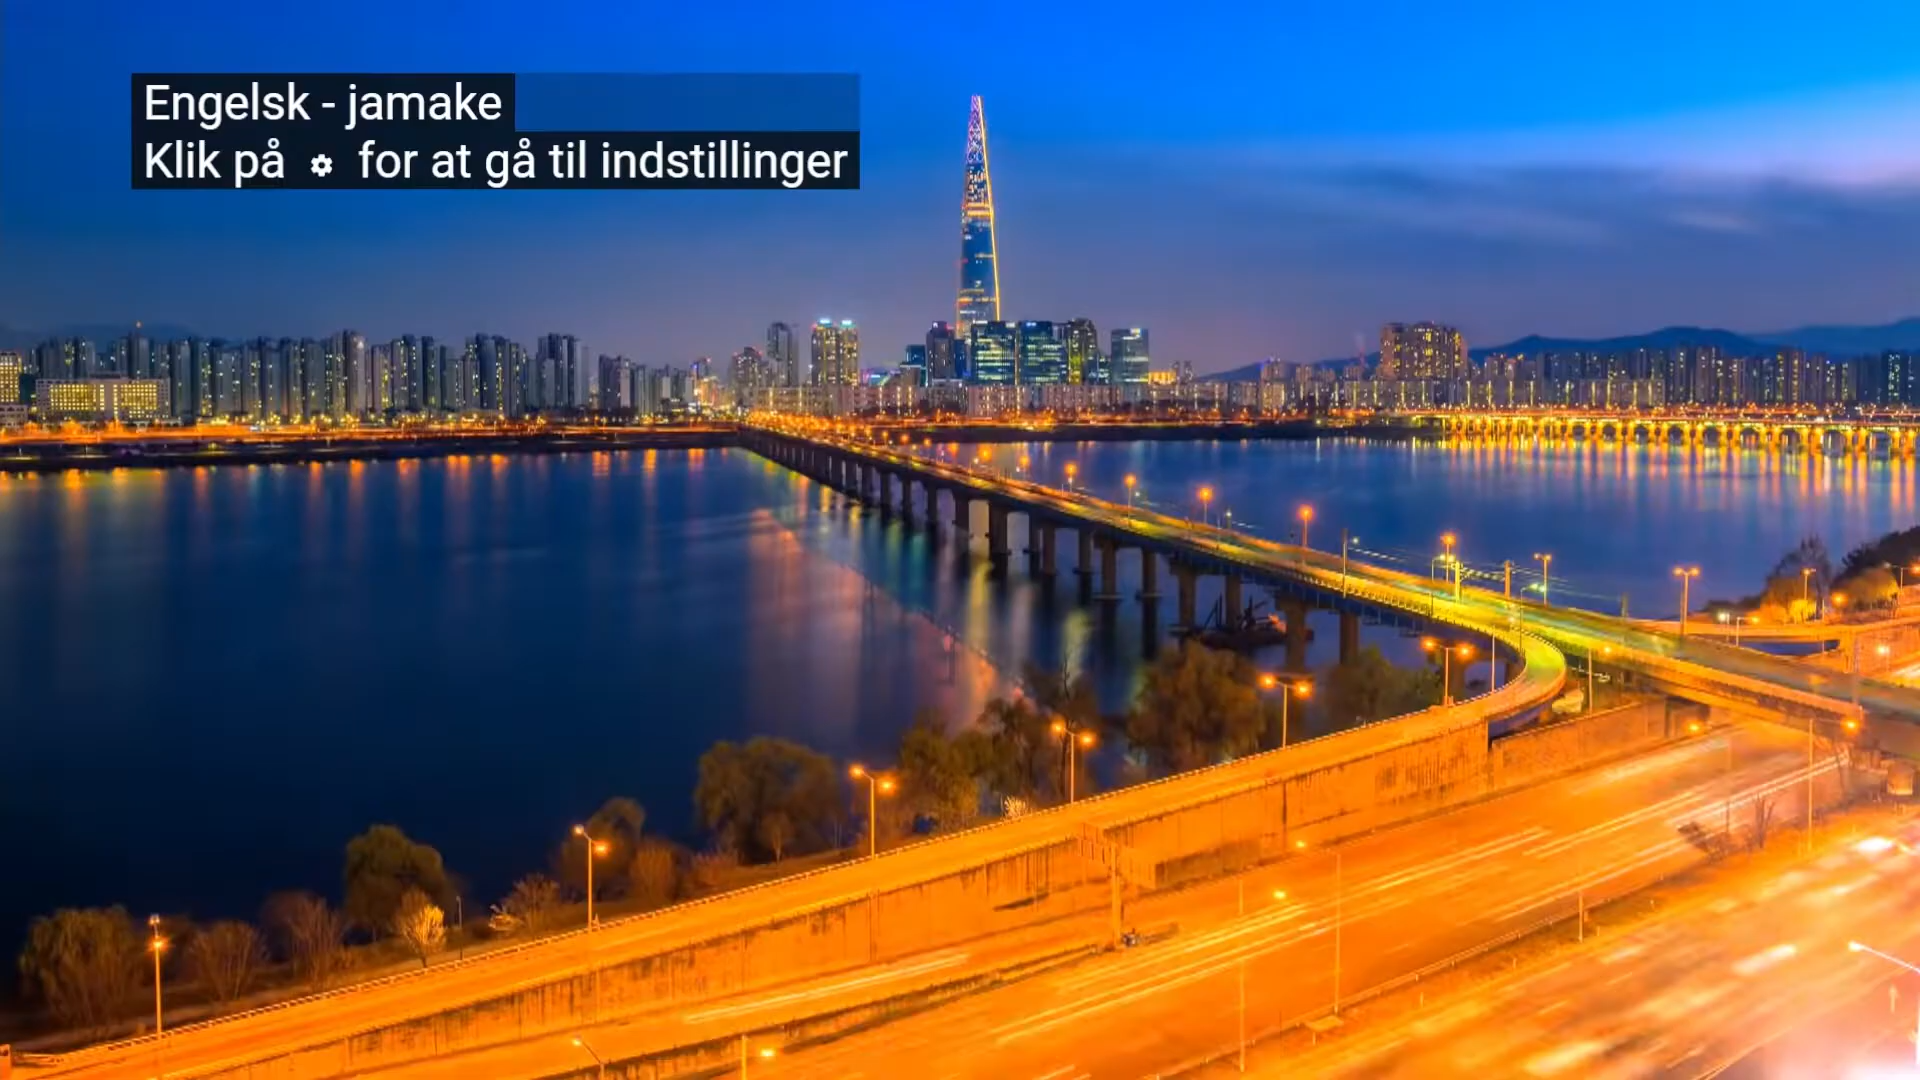 Engelsk - jamake
Klik på ⚙ for at gå til indstillinger